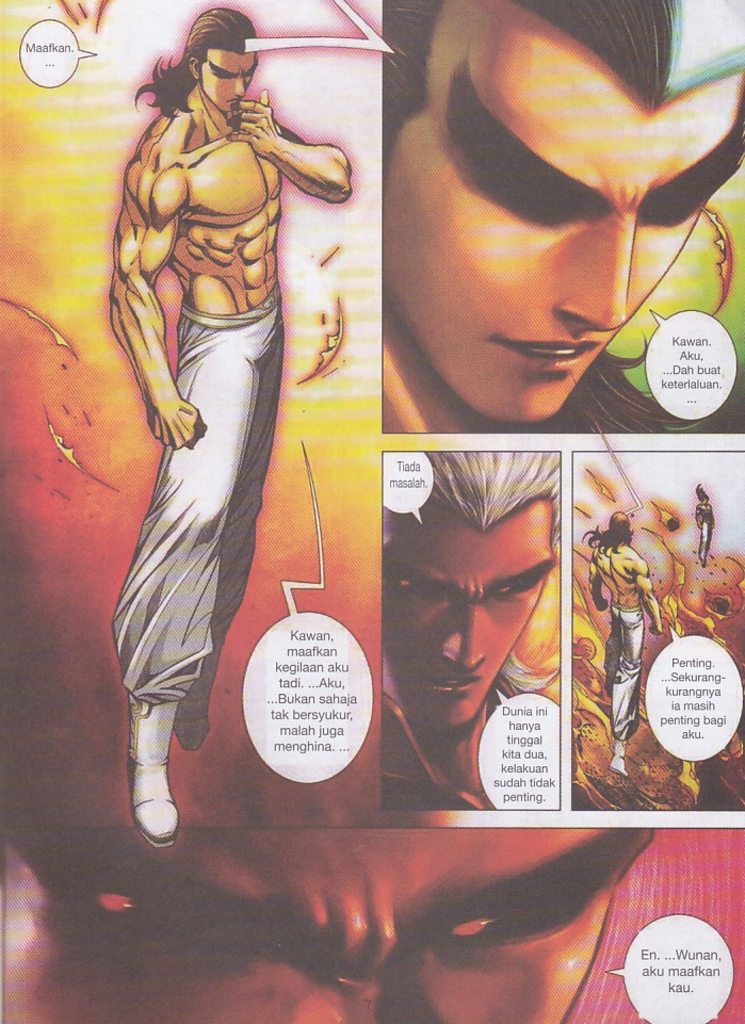 Maafkan.
...
Kawan.
Aku,
...Dah buat
keterlaluan.
...
Kawan,
maafkan
kegilaan aku
tadi. ...Aku,
...Bukan sahaja
tak bersyukur,
malah juga
menghina. ...
Tiada
masalah.
Dunia ini
hanya
tinggal
kita dua,
kelakuan
sudah tidak
penting.
Penting.
...Sekurang-
kurangnya
ia masih
penting bagi
aku.
En. ...Wunan,
aku maafkan
kau.